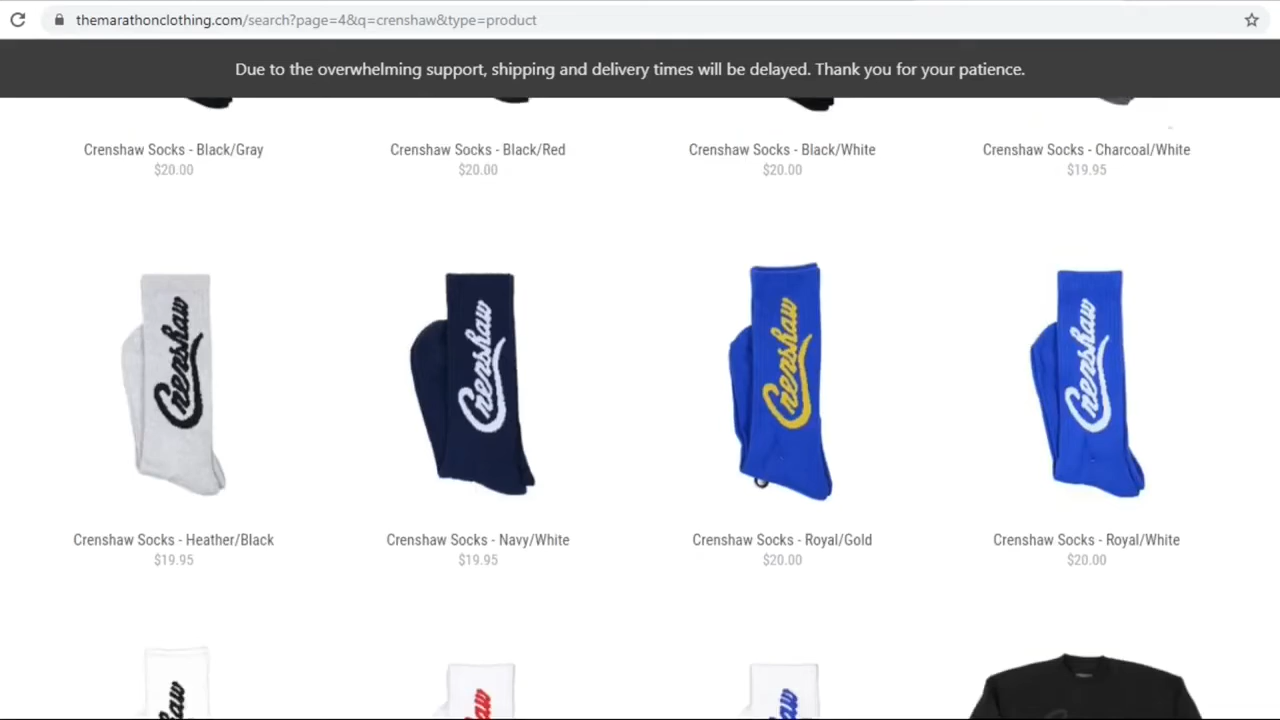 themarathonclothing.com/search?page=4&q=crenshaw&type=product
Due to the overwhelming support, shipping and delivery times will be delayed. Thank you for your patience.
Crenshaw Socks - Black/Gray
$20.00
Crenshaw Socks - Black/Red
$20.00
Crenshaw Socks - Black/White
$20.00
Crenshaw Socks - Charcoal/White
$19.95
Crenshaw
Crenshaw
Crenshaw
Crenshaw
Crenshaw Socks - Heather/Black
$19.95
Crenshaw Socks - Navy/White
$19.95
Crenshaw Socks - Royal/Gold
$20.00
Crenshaw Socks - Royal/White
$20.00
aw
aw
aw